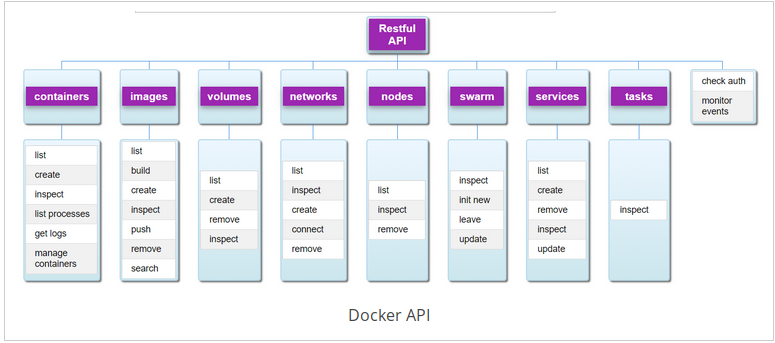 Restful
API
containers
images
volumes
networks
nodes
swarm
services
tasks
check auth
monitor
events
list
create
inspect
list processes
get logs
manage
containers
list
build
create
inspect
push
remove
search
list
create
remove
inspect
list
inspect
create
connect
remove
list
inspect
remove
inspect
init new
leave
update
list
create
remove
inspect
update
inspect
Docker API